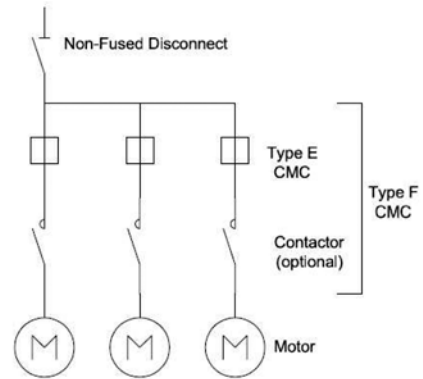 Non-Fused Disconnect
Type E
CMC
Type F
CMC
Contactor
(optional)
M
M
M
Motor